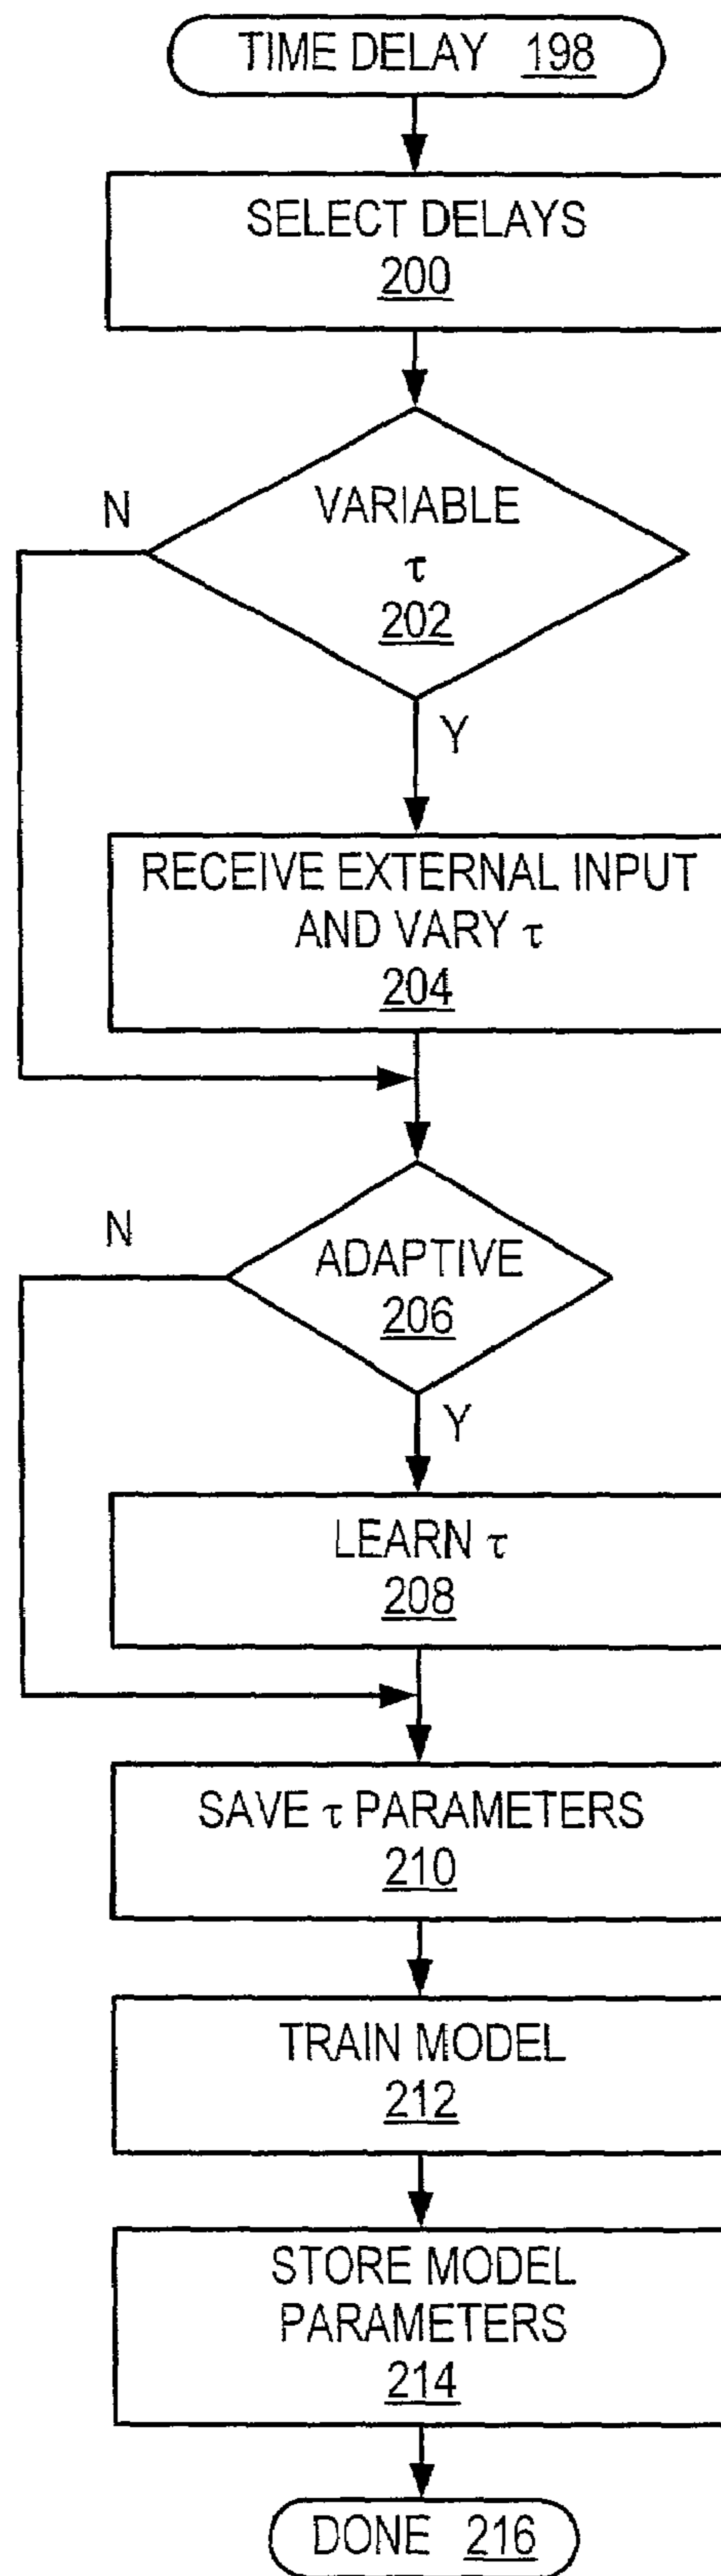 TIME DELAY 198
SELECT DELAYS
200
VARIABLE
τ
202
N
Y
RECEIVE EXTERNAL INPUT
AND VARY τ
204
ADAPTIVE
206
N
Y
LEARN τ
208
SAVE τ PARAMETERS
210
TRAIN MODEL
212
STORE MODEL
PARAMETERS
214
DONE 216